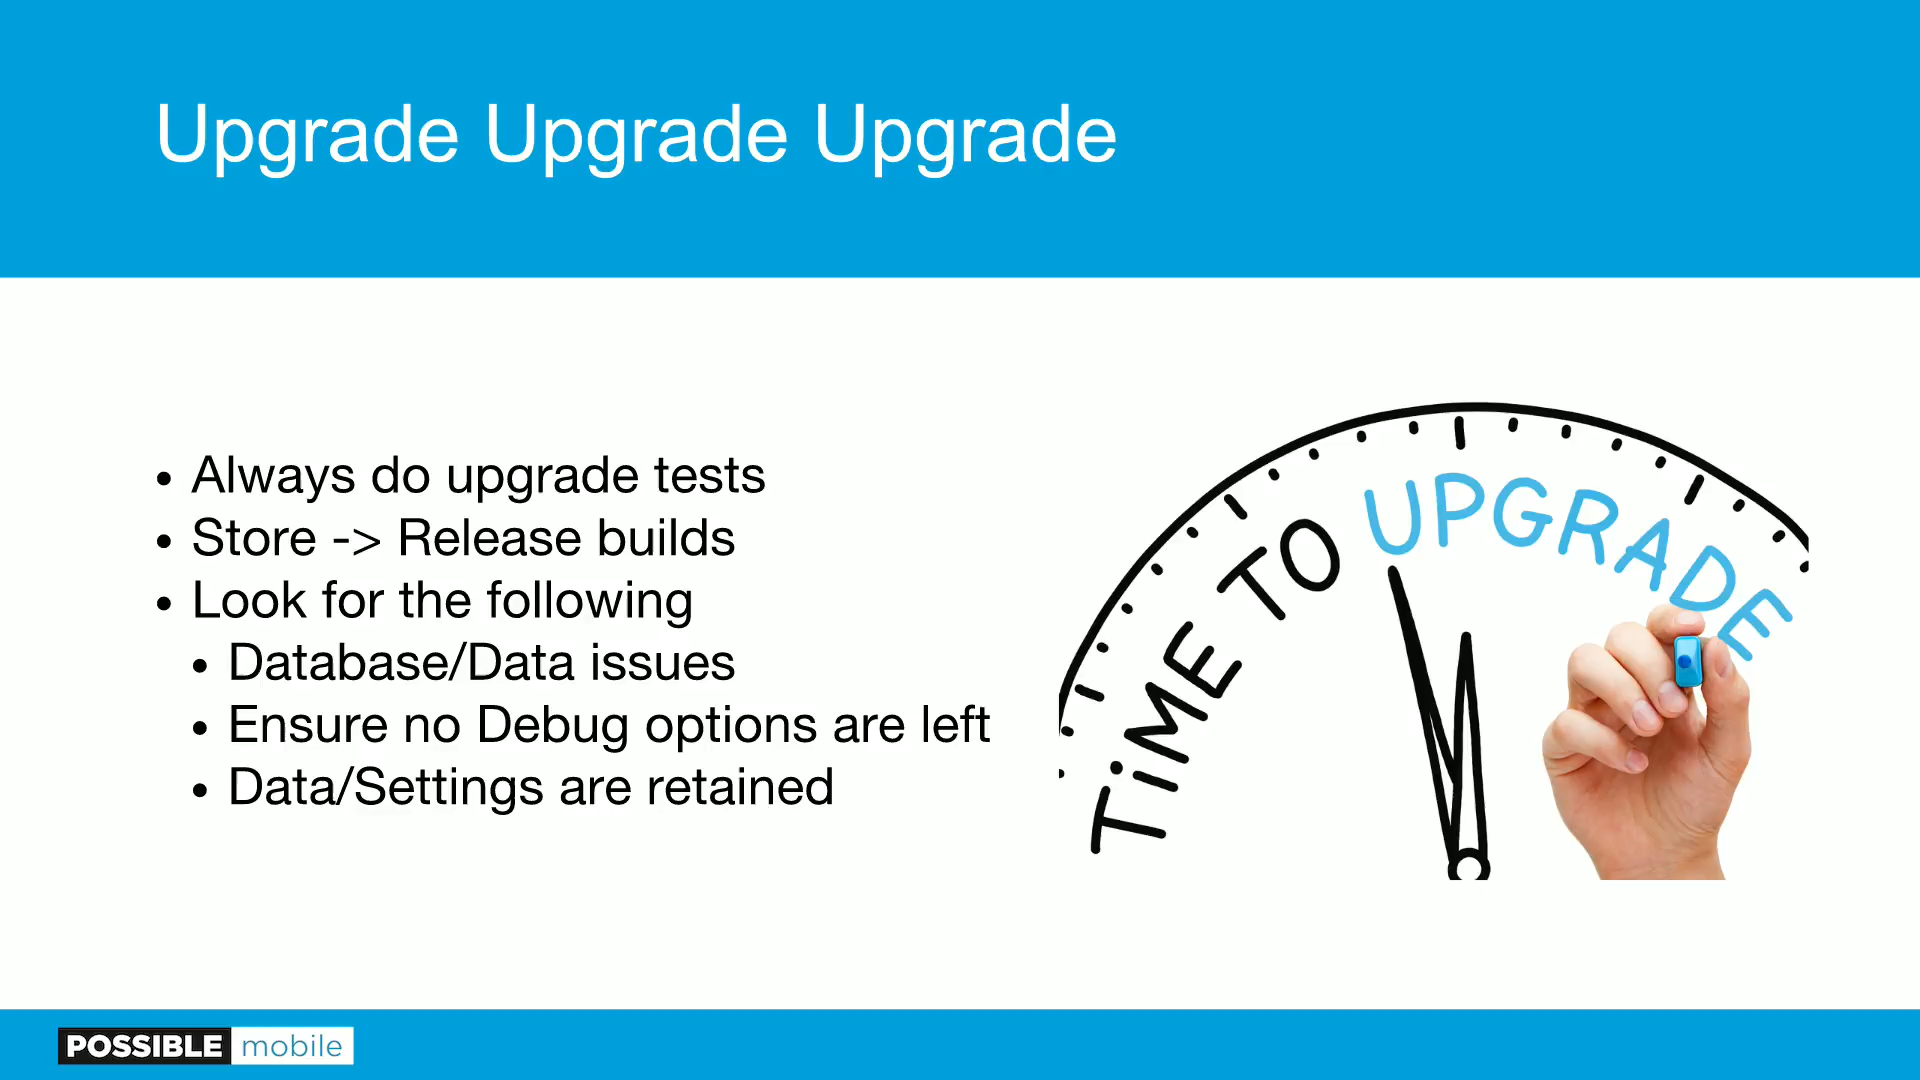 Upgrade Upgrade Upgrade
• Always do upgrade tests
• Store -> Release builds
• Look for the following
• Database/Data issues
• Ensure no Debug options are left
• Data/Settings are retained
TiME TO UPGRADE
POSSIBLE mobile